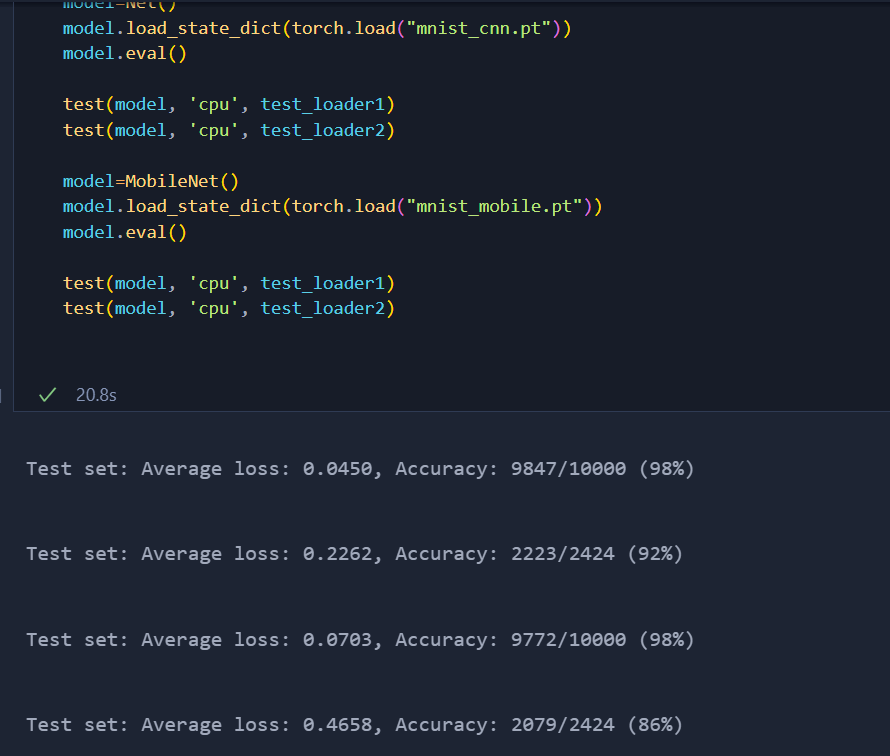 model=Net()
model.load_state_dict(torch.load("mnist_cnn.pt"))
model.eval()
test(model, 'cpu', test_loader1)
test(model, 'cpu', test_loader2)
model=MobileNet()
model.load_state_dict(torch.load("mnist_mobile.pt"))
model.eval()
test(model, 'cpu', test_loader1)
test(model, 'cpu', test_loader2)
20.8s
Test set: Average loss: 0.0450, Accuracy: 9847/10000 (98%)
Test set: Average loss: 0.2262, Accuracy: 2223/2424 (92%)
Test set: Average loss: 0.0703, Accuracy: 9772/10000 (98%)
Test set: Average loss: 0.4658, Accuracy: 2079/2424 (86%)